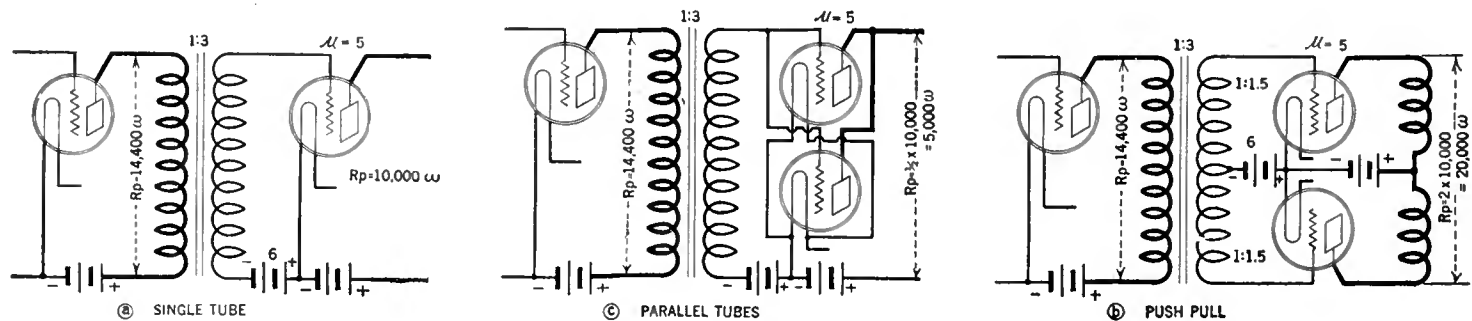 1:3
μ = 5
Rp=14,400 ω
Rp=10,000 ω
- 6 +
- +
- +
ⓐ SINGLE TUBE
1:3
μ = 5
Rp=14,400 ω
Rp=½ x 10,000
= 5,000 ω
- +
- + - +
ⓒ PARALLEL TUBES
1:3
μ = 5
1:1.5
Rp=14,400 ω
6
- + - +
Rp=2 x 10,000
= 20,000 ω
1:1.5
- +
ⓑ PUSH PULL